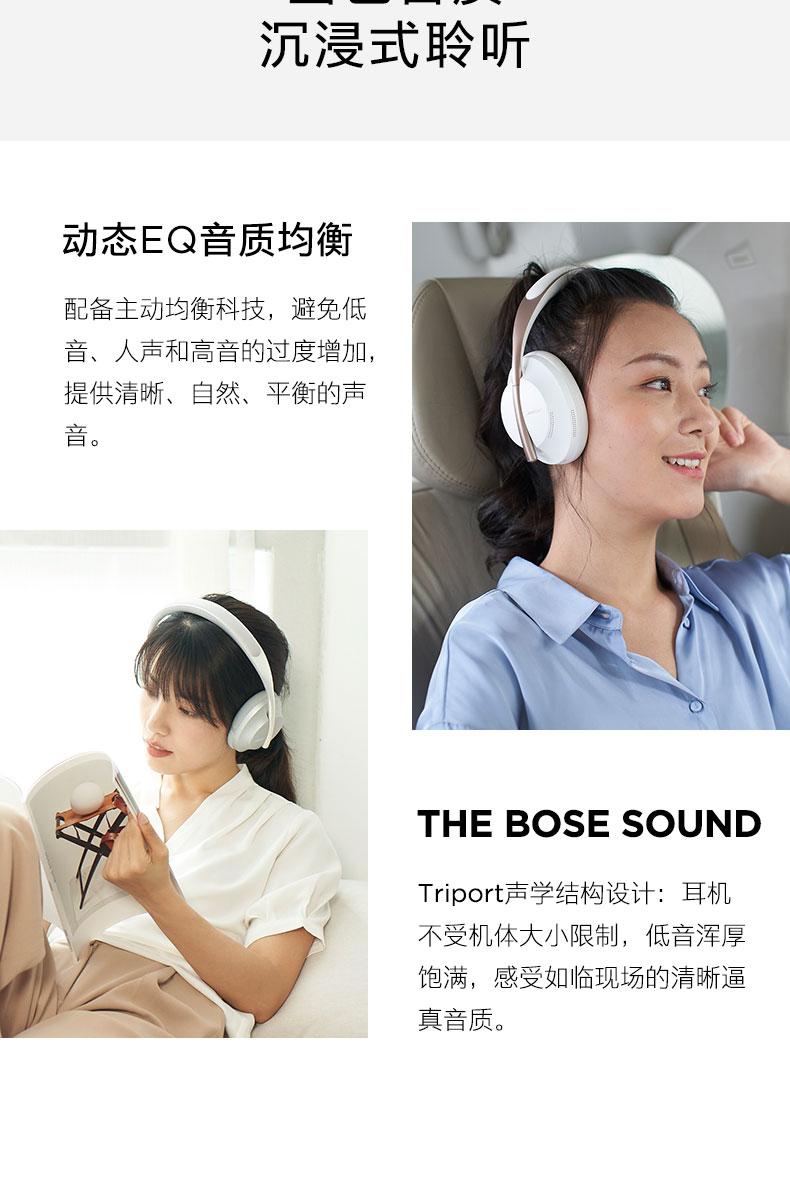 沉浸式聆听
动态EQ音质均衡
配备主动均衡科技，避免低
音、人声和高音的过度增加，
提供清晰、自然、平衡的声
音。
THE BOSE SOUND
Triport声学结构设计：耳机
不受机体大小限制，低音浑厚
饱满，感受如临现场的清晰逼
真音质。